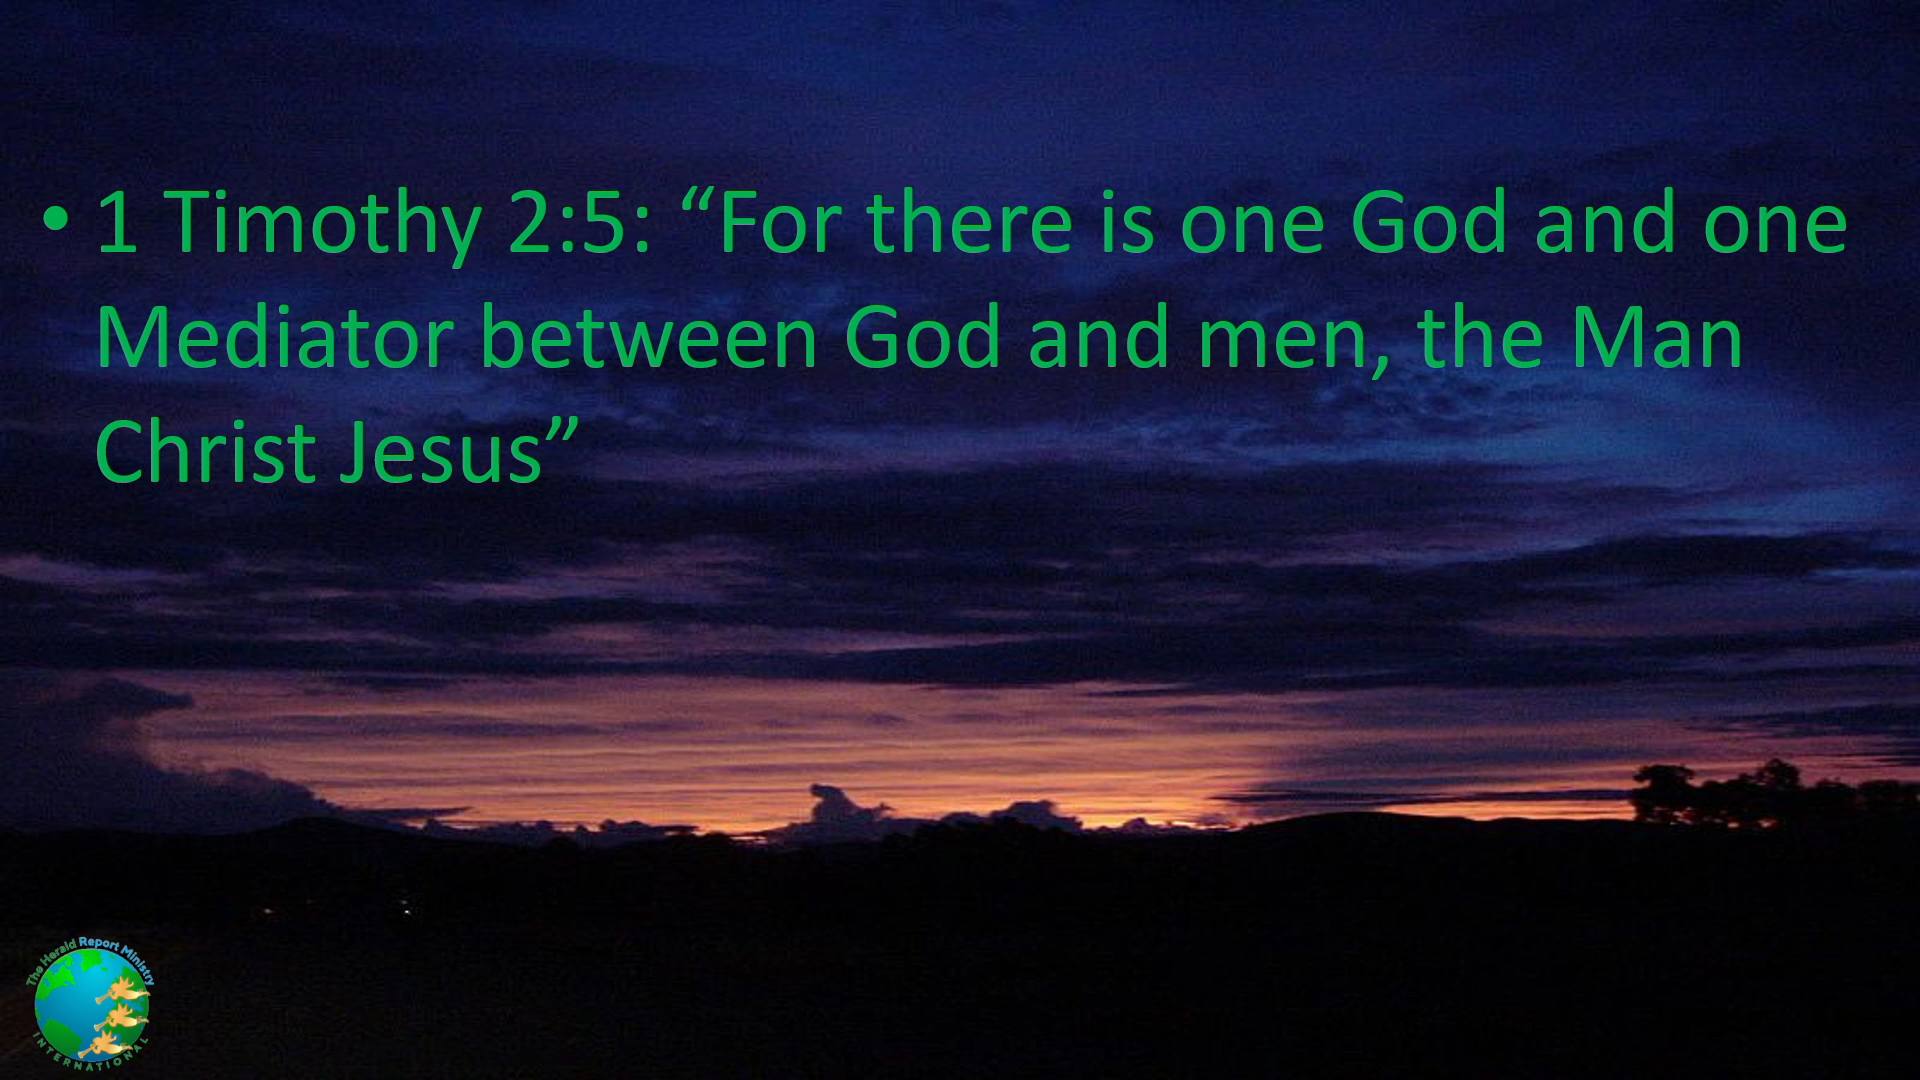 • 1 Timothy 2:5: “For there is one God and one
Mediator between God and men, the Man
Christ Jesus”
The Herald Report Ministry
INTERNATIONAL